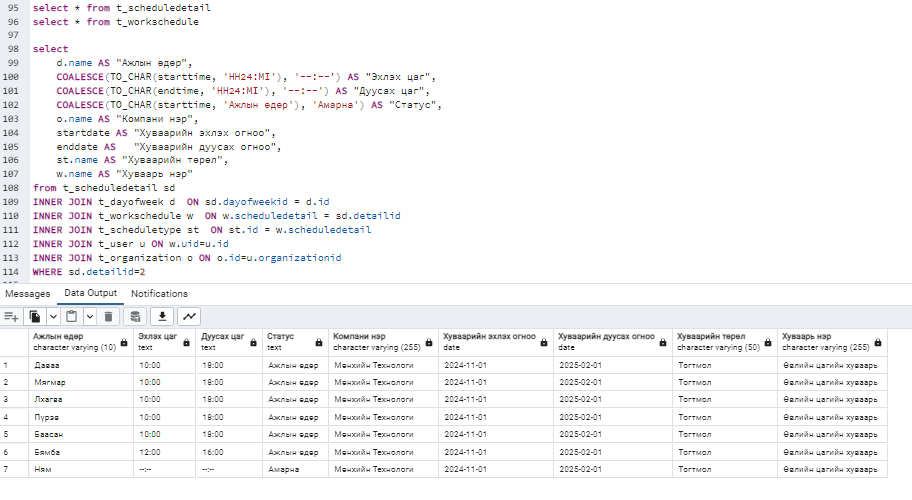 95 select * from t_scheduledetail
96 select * from t_workschedule
97
98 select
99 d.name AS "Ажлын өдөр",
100 COALESCE(TO_CHAR(starttime, 'HH24:MI'), '--:--') AS "Эхлэх цаг",
101 COALESCE(TO_CHAR(endtime, 'HH24:MI'), '--:--') AS "Дуусах цаг",
102 COALESCE(TO_CHAR(starttime, 'Ажлын өдөр'), 'Амарна') AS "Статус",
103 o.name AS "Компани нэр",
104 startdate AS "Хуваарийн эхлэх огноо",
105 enddate AS "Хуваарийн дуусах огноо",
106 st.name AS "Хуваарийн төрөл",
107 w.name AS "Хуваарь нэр"
108 from t_scheduledetail sd
109 INNER JOIN t_dayofweek d ON sd.dayofweekid = d.id
110 INNER JOIN t_workschedule w ON w.scheduledetail = sd.detailid
111 INNER JOIN t_scheduletype st ON st.id = w.scheduledetail
112 INNER JOIN t_user u ON w.uid=u.id
113 INNER JOIN t_organization o ON o.id=u.organizationid
114 WHERE sd.detailid=2
Messages Data Output Notifications
Ажлын өдөр Эхлэх цаг Дуусах цаг Статус Компани нэр Хуваарийн эхлэх огноо Хуваарийн дуусах огноо Хуваарийн төрөл Хуваарь нэр
character varying (10) text text text character varying (255) date date character varying (50) character varying (255)
1 Даваа 10:00 18:00 Ажлын өдөр Мөнхийн Технологи 2024-11-01 2025-02-01 Тогтмол Өвлийн цагийн хуваарь
2 Мягмар 10:00 18:00 Ажлын өдөр Мөнхийн Технологи 2024-11-01 2025-02-01 Тогтмол Өвлийн цагийн хуваарь
3 Лхагва 10:00 18:00 Ажлын өдөр Мөнхийн Технологи 2024-11-01 2025-02-01 Тогтмол Өвлийн цагийн хуваарь
4 Пүрэв 10:00 18:00 Ажлын өдөр Мөнхийн Технологи 2024-11-01 2025-02-01 Тогтмол Өвлийн цагийн хуваарь
5 Баасан 10:00 18:00 Ажлын өдөр Мөнхийн Технологи 2024-11-01 2025-02-01 Тогтмол Өвлийн цагийн хуваарь
6 Бямба 12:00 16:00 Ажлын өдөр Мөнхийн Технологи 2024-11-01 2025-02-01 Тогтмол Өвлийн цагийн хуваарь
7 Ням --:-- --:-- Амарна Мөнхийн Технологи 2024-11-01 2025-02-01 Тогтмол Өвлийн цагийн хуваарь